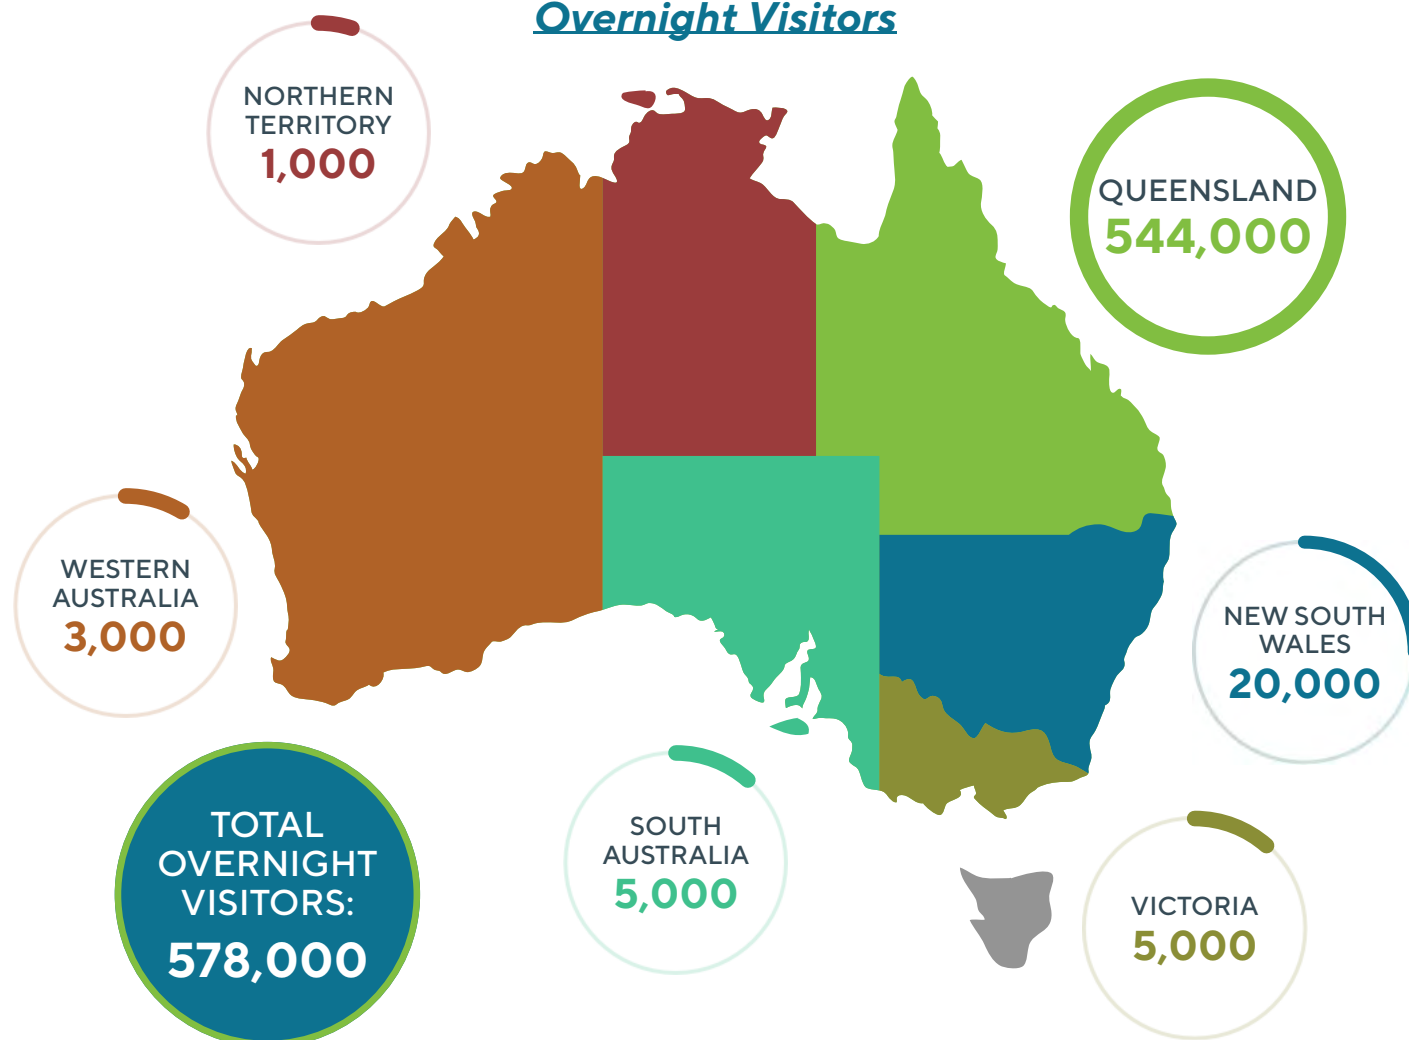 Overnight Visitors
NORTHERN
TERRITORY
1,000
QUEENSLAND
544,000
WESTERN
AUSTRALIA
3,000
NEW SOUTH
WALES
20,000
TOTAL
OVERNIGHT
VISITORS:
578,000
SOUTH
AUSTRALIA
5,000
VICTORIA
5,000